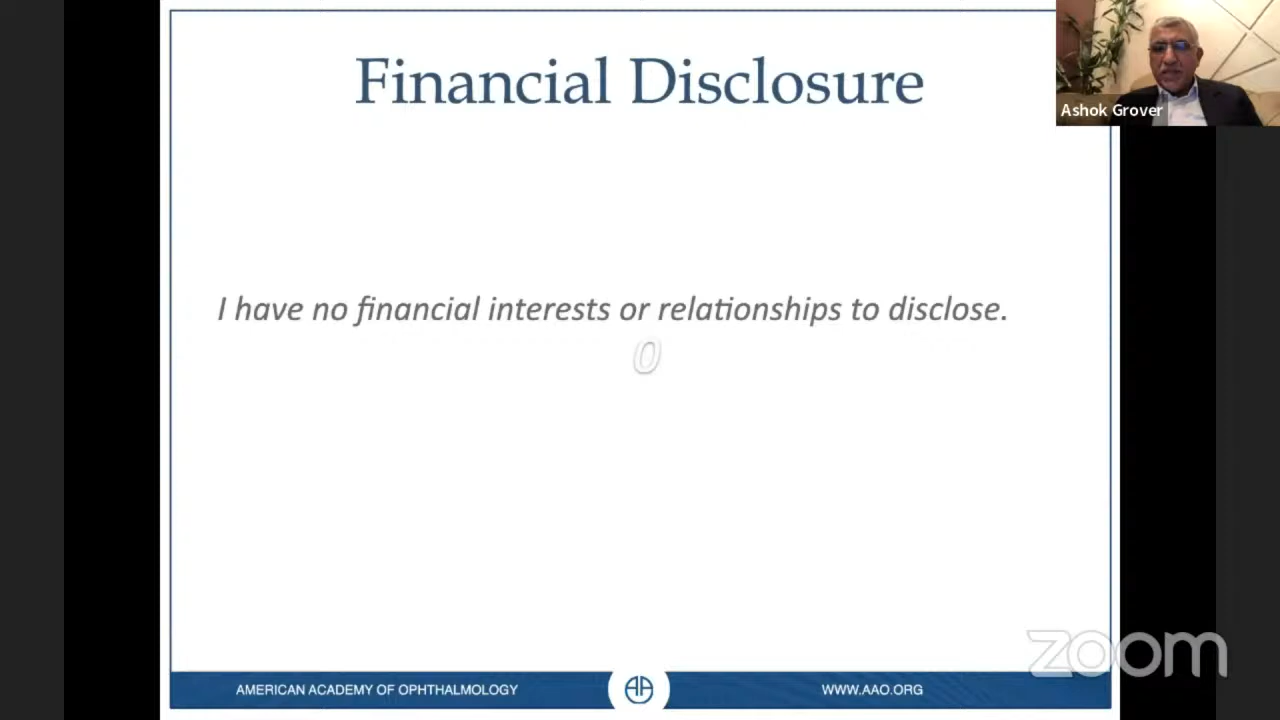 Financial Disclosure
Ashok Grover
I have no financial interests or relationships to disclose.
0
zoom
AMERICAN ACADEMY OF OPHTHALMOLOGY
WWW.AAO.ORG